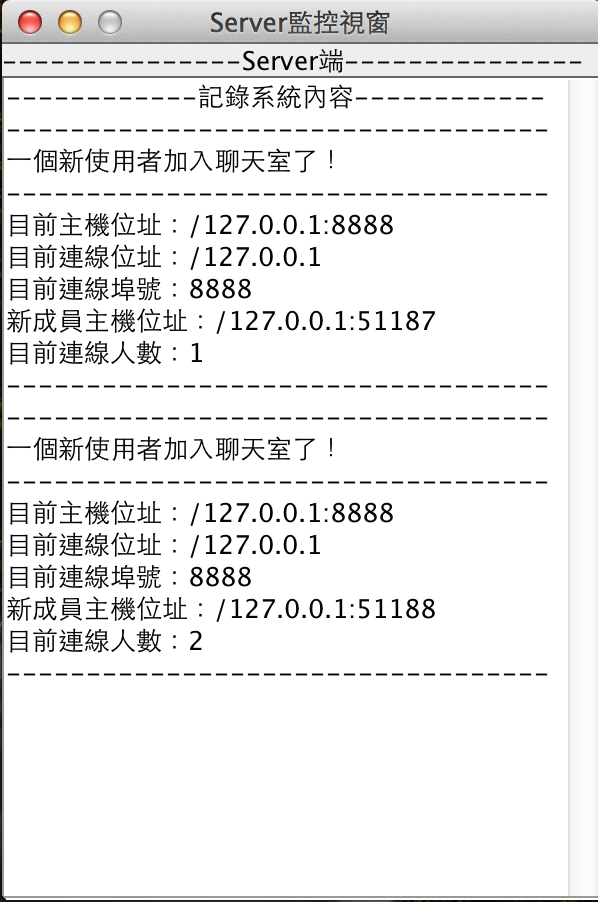 Server監控視窗
---------------Server端---------------
------------記錄系統內容------------
----------------------------------
一個新使用者加入聊天室了！
----------------------------------
目前主機位址：/127.0.0.1:8888
目前連線位址：/127.0.0.1
目前連線埠號：8888
新成員主機位址：/127.0.0.1:51187
目前連線人數：1
----------------------------------
----------------------------------
一個新使用者加入聊天室了！
----------------------------------
目前主機位址：/127.0.0.1:8888
目前連線位址：/127.0.0.1
目前連線埠號：8888
新成員主機位址：/127.0.0.1:51188
目前連線人數：2
----------------------------------